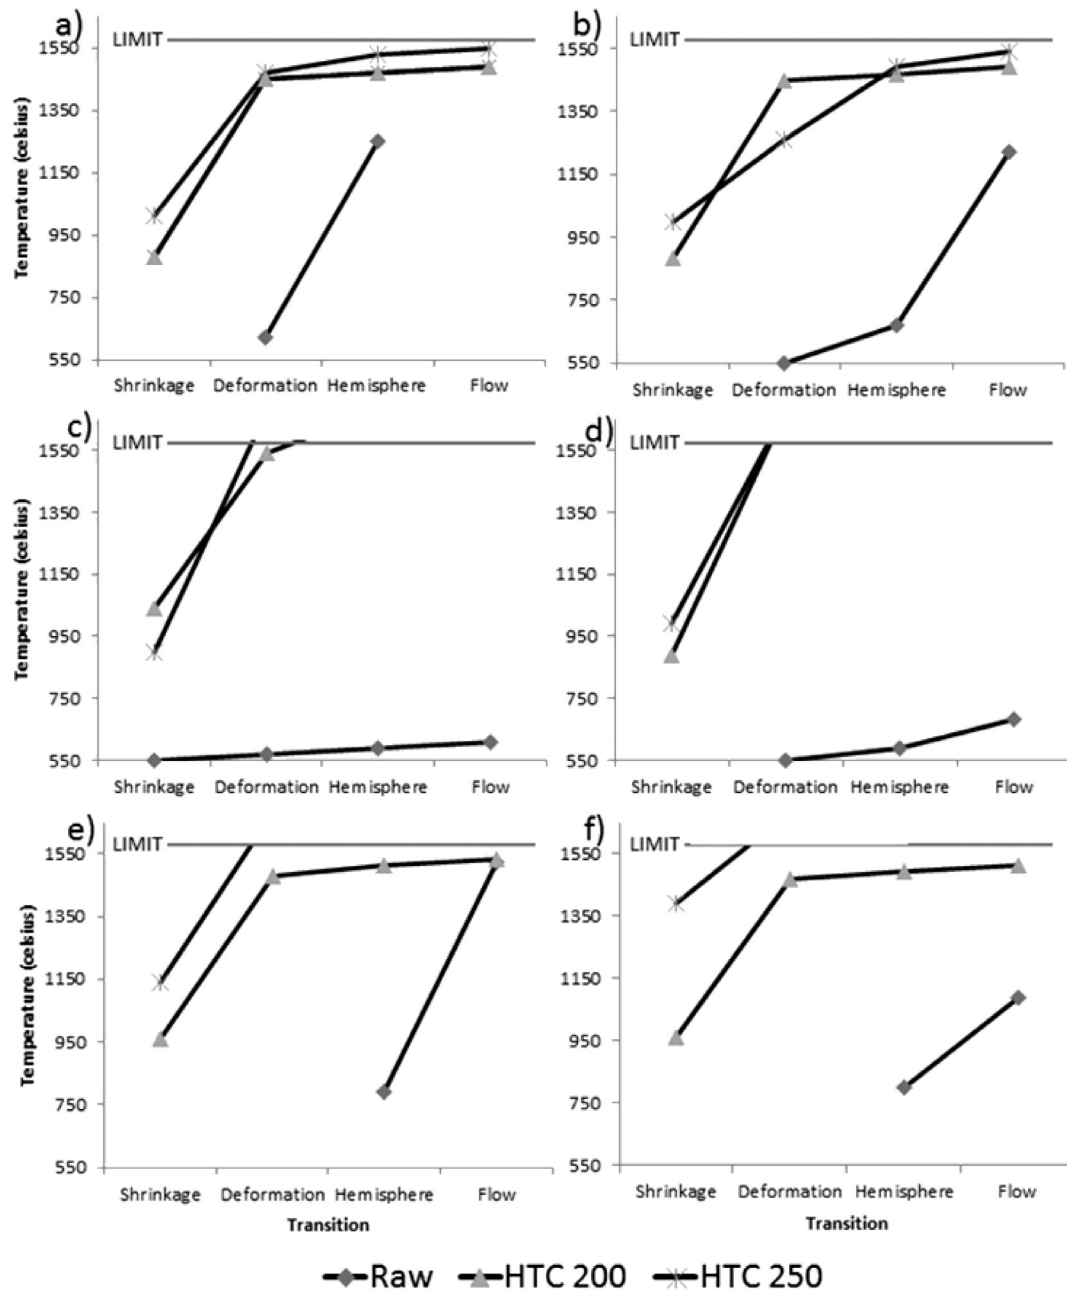 a)
LIMIT
1550
1350
1150
950
750
550
Temperature (celsius)
Shrinkage Deformation Hemisphere Flow
b)
LIMIT
1550
1350
1150
950
750
550
Shrinkage Deformation Hemisphere Flow
c)
LIMIT
1550
1350
1150
950
750
550
Temperature (celsius)
Shrinkage Deformation Hemisphere Flow
d)
LIMIT
1550
1350
1150
950
750
550
Shrinkage Deformation Hemisphere Flow
e)
LIMIT
1550
1350
1150
950
750
550
Temperature (celsius)
Shrinkage Deformation Hemisphere Flow
Transition
f)
LIMIT
1550
1350
1150
950
750
550
Shrinkage Deformation Hemisphere Flow
Transition
Raw HTC 200 HTC 250